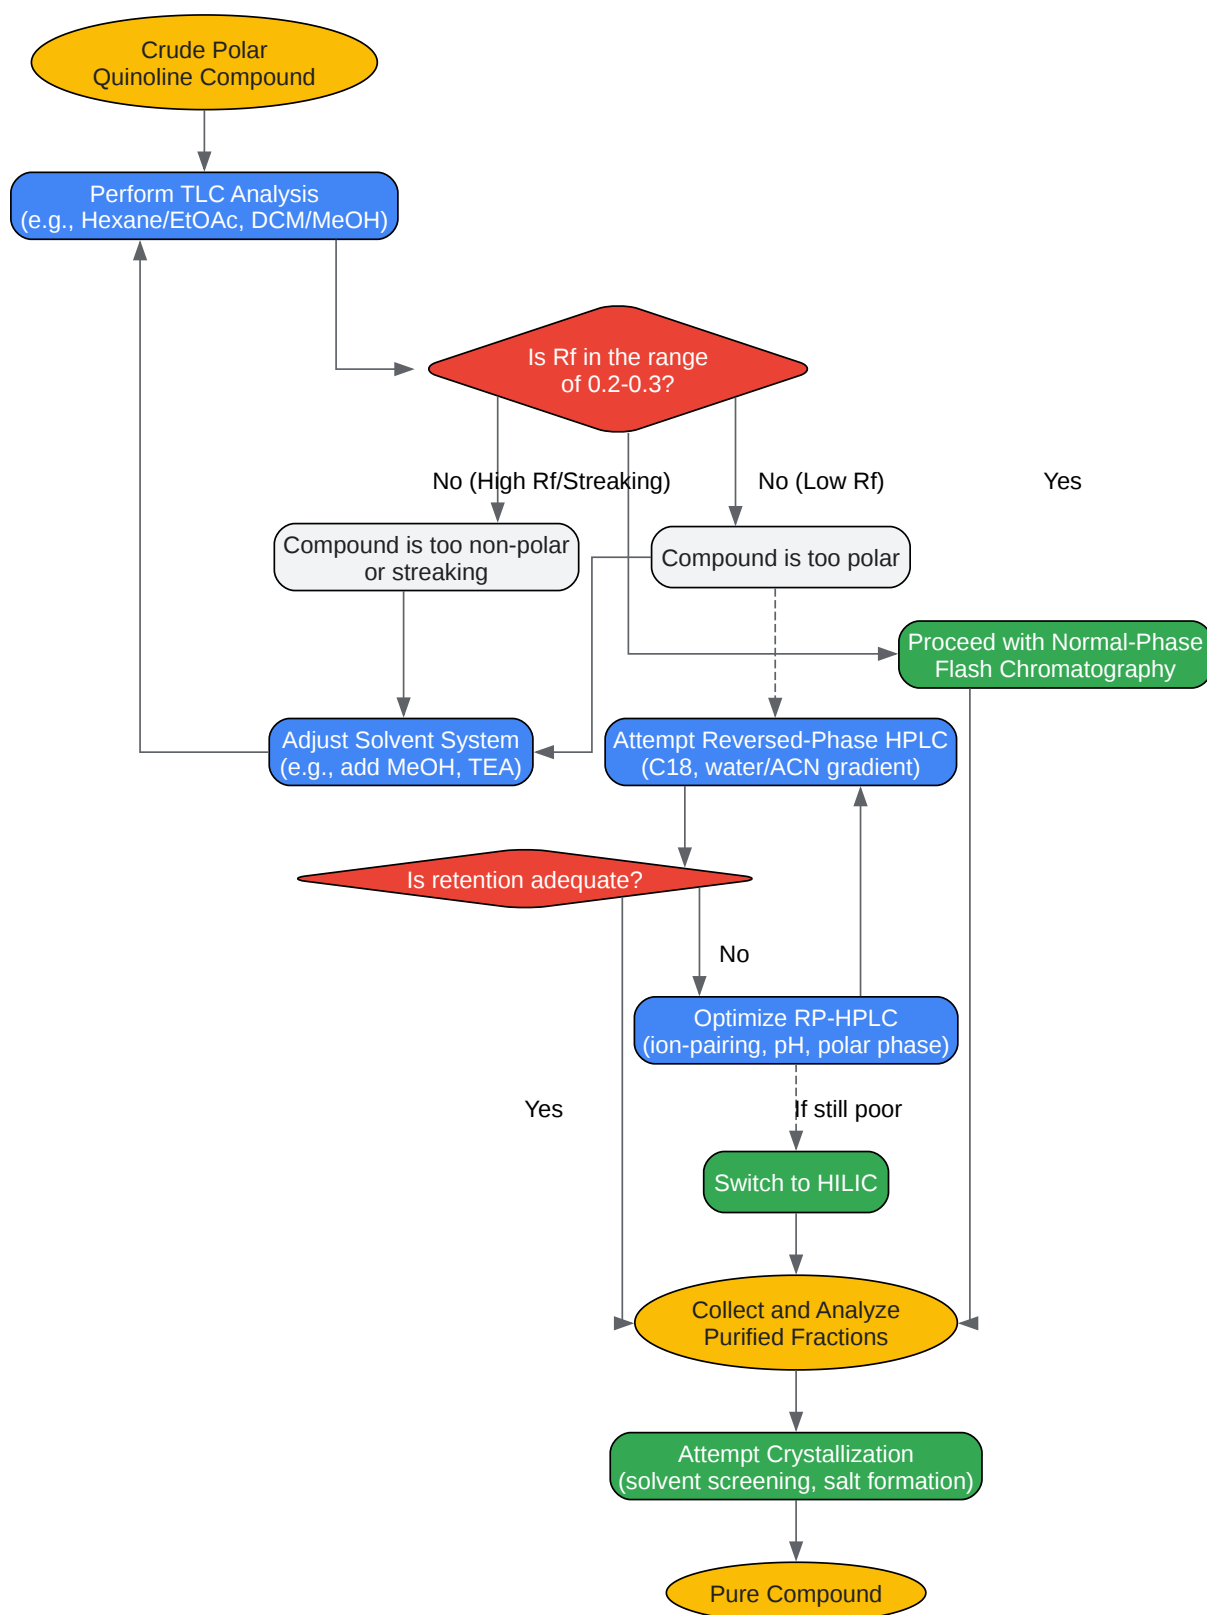 Crude Polar
Quinoline Compound
Perform TLC Analysis
(e.g., Hexane/EtOAc, DCM/MeOH)
Is Rf in the range
of 0.2-0.3?
No (High Rf/Streaking)
No (Low Rf)
Yes
Compound is too non-polar
or streaking
Compound is too polar
Proceed with Normal-Phase
Flash Chromatography
Adjust Solvent System
(e.g., add MeOH, TEA)
Attempt Reversed-Phase HPLC
(C18, water/ACN gradient)
Is retention adequate?
No
Optimize RP-HPLC
(ion-pairing, pH, polar phase)
Yes
If still poor
Switch to HILIC
Collect and Analyze
Purified Fractions
Attempt Crystallization
(solvent screening, salt formation)
Pure Compound